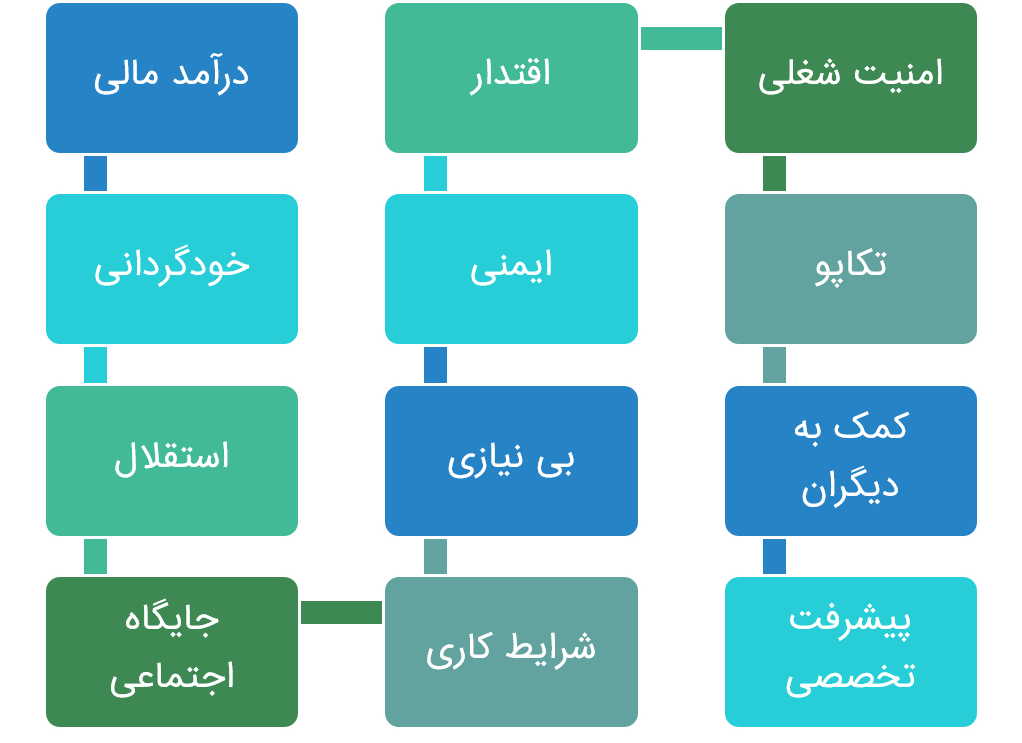 درآمد مالی
خودگردانی
استقلال
جایگاه
اجتماعی
شرایط کاری
بی نیازی
ایمنی
اقتدار
امنیت شغلی
تکاپو
کمک به
دیگران
پیشرفت
تخصصی